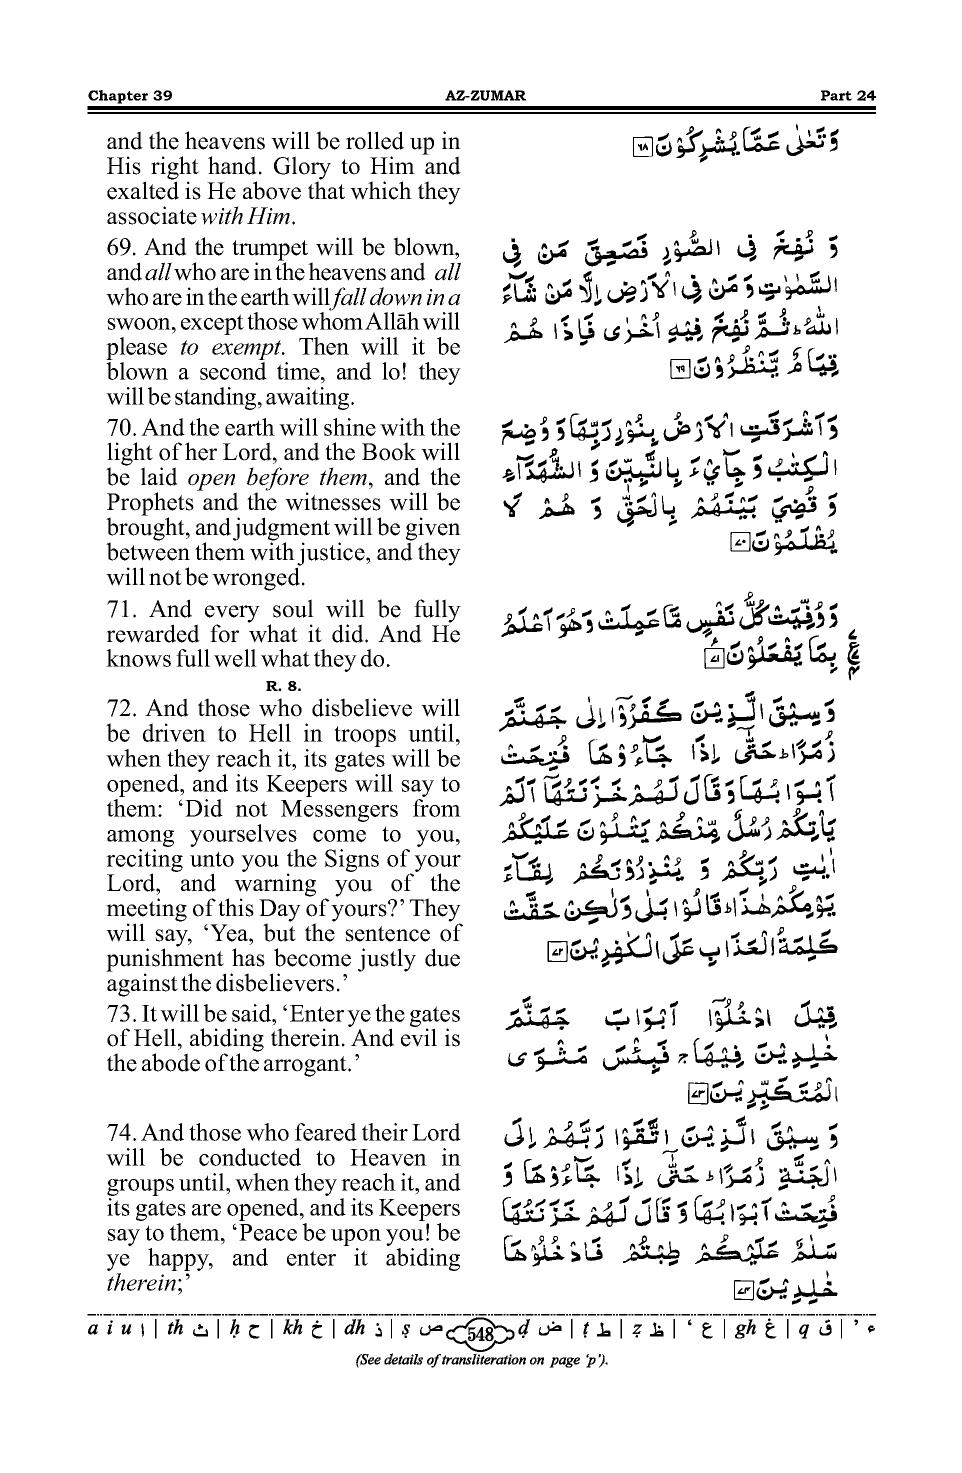 Chapter 39 AZ-ZUMAR Part 24
and the heavens will be rolled up in
His right hand. Glory to Him and
exalted is He above that which they
associate with Him.
وَتَعٰلٰی عَمَّا یُشْرِکُوْنَ ﴿۶۸﴾
69. And the trumpet will be blown,
and all who are in the heavens and all
who are in the earth will fall down in a
swoon, except those whom Allāh will
please to exempt. Then will it be
blown a second time, and lo! they
will be standing, awaiting.
وَ نُفِخَ فِی الصُّوْرِ فَصَعِقَ مَنْ فِی
السَّمٰوٰتِ وَ مَنْ فِی الْاَرْضِ اِلَّا مَنْ شَآءَ
اللّٰهُ ؕ ثُمَّ نُفِخَ فِیْهِ اُخْرٰی فَاِذَا هُمْ
قِیَامٌ یَّنْظُرُوْنَ ﴿۶۹﴾
70. And the earth will shine with the
light of her Lord, and the Book will
be laid open before them, and the
Prophets and the witnesses will be
brought, and judgment will be given
between them with justice, and they
will not be wronged.
وَ اَشْرَقَتِ الْاَرْضُ بِنُوْرِ رَبِّهَا وَ وُضِعَ
الْکِتٰبُ وَ جِایْٓءَ بِالنَّبِیّٖنَ وَ الشُّهَدَآءِ
وَ قُضِیَ بَیْنَهُمْ بِالْحَقِّ وَ هُمْ لَا
یُظْلَمُوْنَ ﴿۷۰﴾
71. And every soul will be fully
rewarded for what it did. And He
knows full well what they do.
وَ وُفِّیَتْ کُلُّ نَفْسٍ مَّا عَمِلَتْ وَ هُوَ اَعْلَمُ
بِمَا یَفْعَلُوْنَ ﴿۷۱﴾
R. 8.
72. And those who disbelieve will
be driven to Hell in troops until,
when they reach it, its gates will be
opened, and its Keepers will say to
them: ‘Did not Messengers from
among yourselves come to you,
reciting unto you the Signs of your
Lord, and warning you of the
meeting of this Day of yours?’ They
will say, ‘Yea, but the sentence of
punishment has become justly due
against the disbelievers.’
وَ سِیْقَ الَّذِیْنَ کَفَرُوْۤا اِلٰی جَهَنَّمَ
زُمَرًا ؕ حَتّٰۤی اِذَا جَآءُوْهَا فُتِحَتْ
اَبْوَابُهَا وَ قَالَ لَهُمْ خَزَنَتُهَاۤ اَلَمْ
یَاْتِکُمْ رُسُلٌ مِّنْکُمْ یَتْلُوْنَ عَلَیْکُمْ
اٰیٰتِ رَبِّکُمْ وَ یُنْذِرُوْنَکُمْ لِقَآءَ
یَوْمِکُمْ هٰذَا ؕ قَالُوْا بَلٰی وَلٰکِنْ حَقَّتْ
کَلِمَةُ الْعَذَابِ عَلَی الْکٰفِرِیْنَ ﴿۷۲﴾
73. It will be said, ‘Enter ye the gates
of Hell, abiding therein. And evil is
the abode of the arrogant.’
قِیْلَ ادْخُلُوْۤا اَبْوَابَ جَهَنَّمَ
خٰلِدِیْنَ فِیْهَا ۚ فَبِئْسَ مَثْوَی
الْمُتَکَبِّرِیْنَ ﴿۷۳﴾
74. And those who feared their Lord
will be conducted to Heaven in
groups until, when they reach it, and
its gates are opened, and its Keepers
say to them, ‘Peace be upon you! be
ye happy, and enter it abiding
therein;’
وَ سِیْقَ الَّذِیْنَ اتَّقَوْا رَبَّهُمْ اِلَی
الْجَنَّةِ زُمَرًا ؕ حَتّٰۤی اِذَا جَآءُوْهَا وَ
فُتِحَتْ اَبْوَابُهَا وَ قَالَ لَهُمْ خَزَنَتُهَا
سَلٰمٌ عَلَیْکُمْ طِبْتُمْ فَادْخُلُوْهَا
خٰلِدِیْنَ ﴿۷۴﴾
a i u ا | th ث | ḥ ح | kh خ | dh ذ | ṣ ص 548 ḍ ض | ṭ ط | ẓ ظ | ‘ ع | gh غ | q ق | ’ ء
(See details of transliteration on page ‘p’).